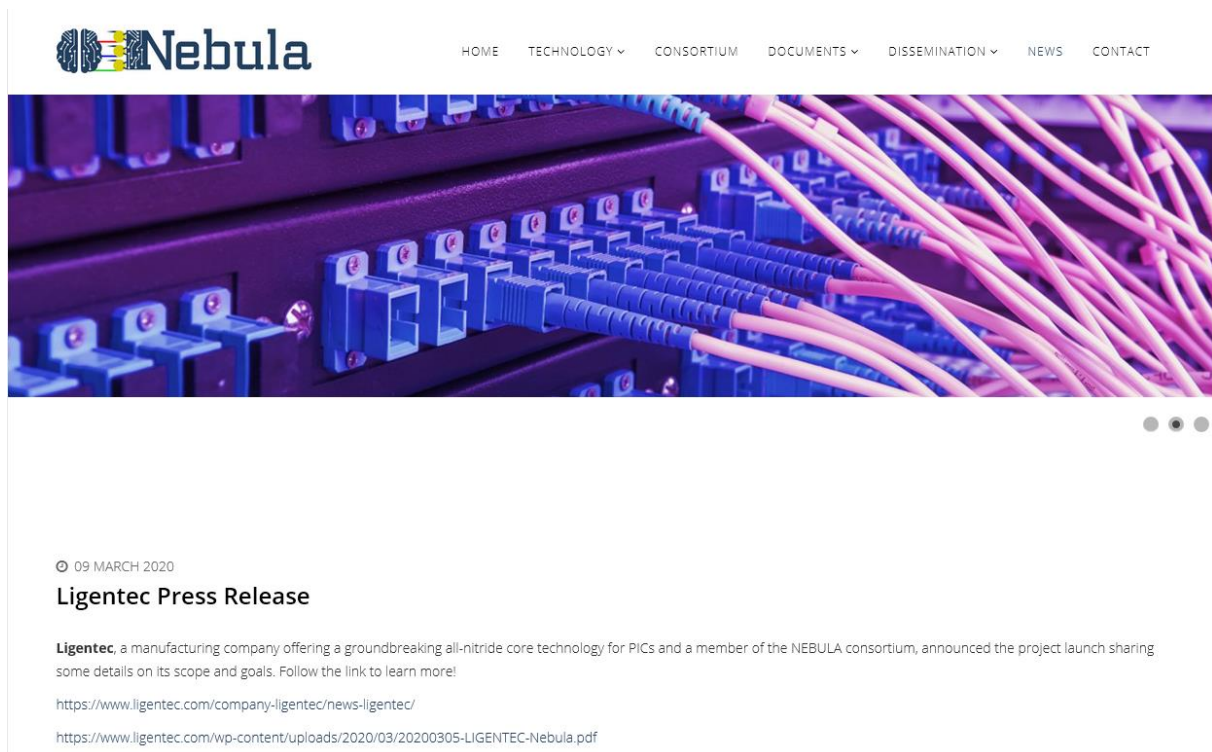 Nebula
HOME TECHNOLOGY CONSORTIUM DOCUMENTS DISSEMINATION NEWS CONTACT
09 MARCH 2020
Ligentec Press Release
Ligentec, a manufacturing company offering a groundbreaking all-nitride core technology for PICs and a member of the NEBULA consortium, announced the project launch sharing
some details on its scope and goals. Follow the link to learn more!
https://www.ligentec.com/company-ligentec/news-ligentec/
https://www.ligentec.com/wp-content/uploads/2020/03/20200305-LIGENTEC-Nebula.pdf